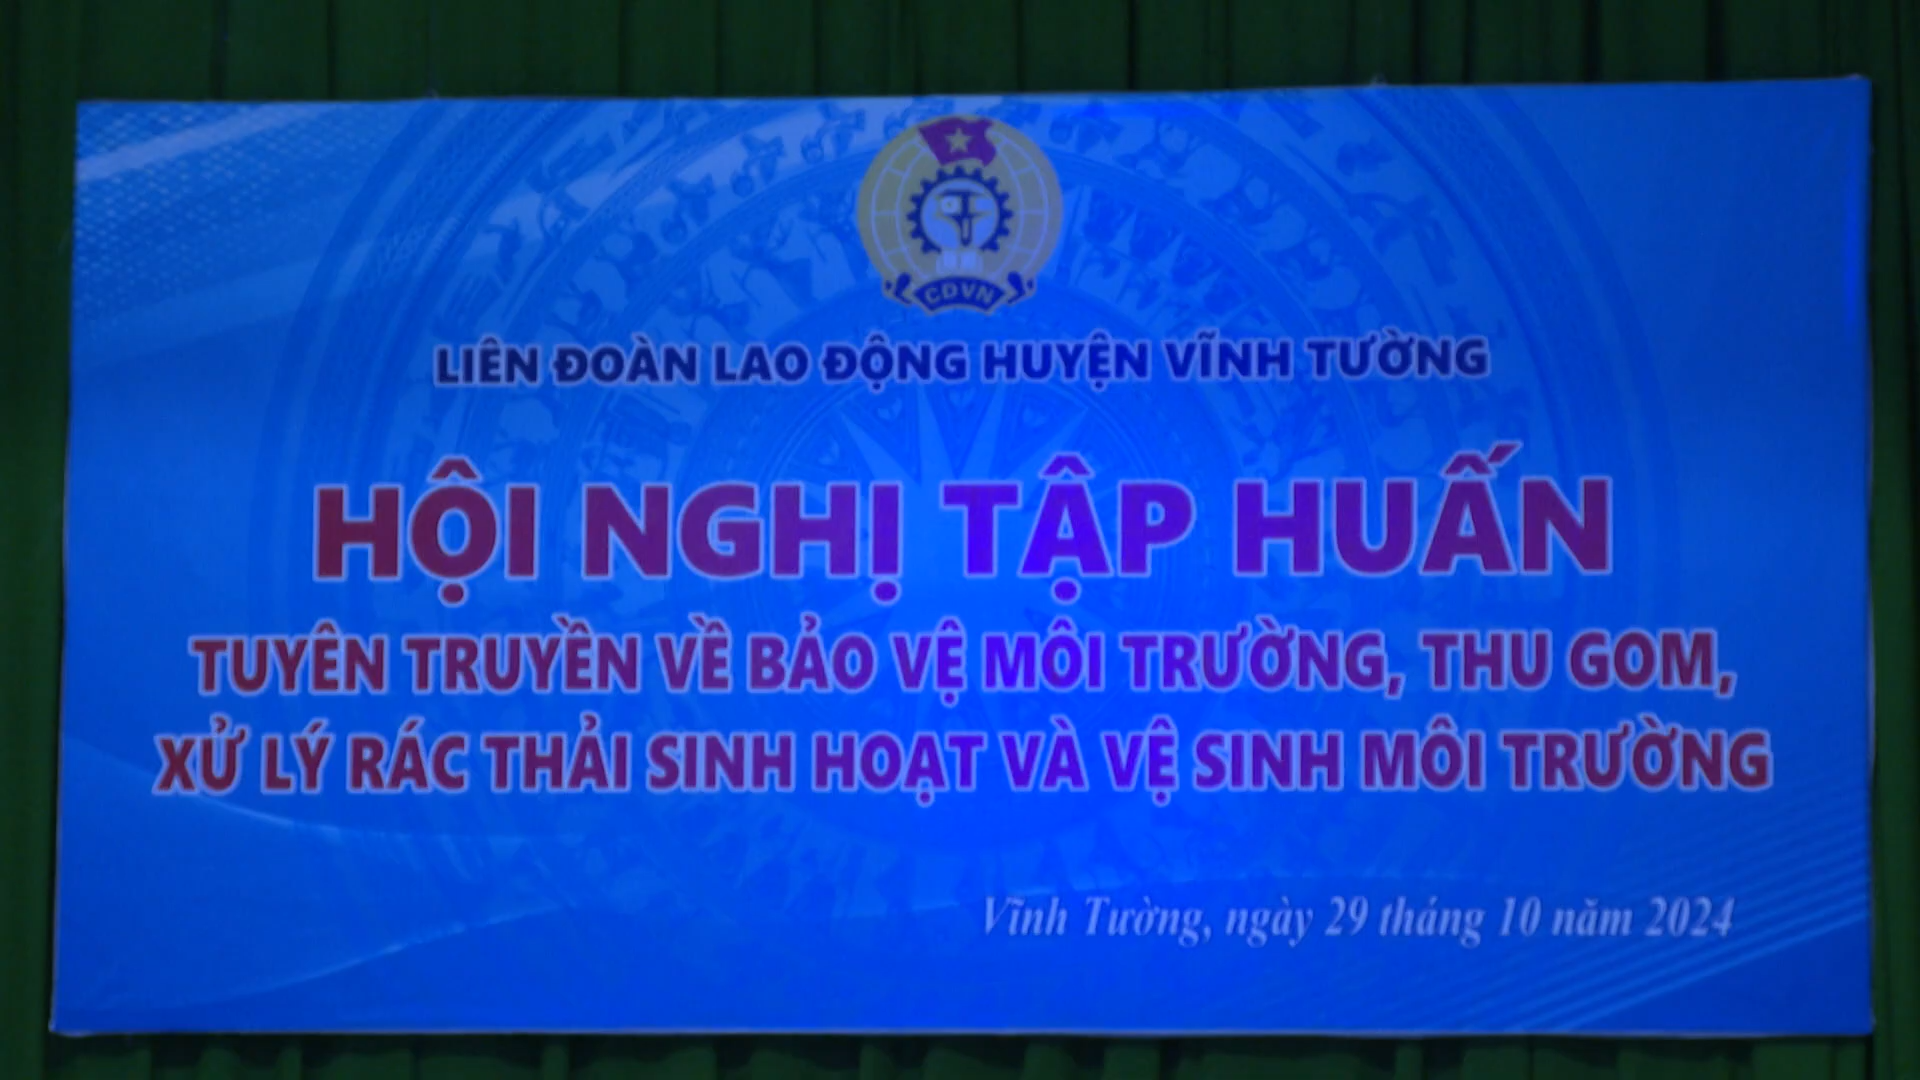 CDVN
LIÊN ĐOÀN LAO ĐỘNG HUYỆN VĨNH TƯỜNG
HỘI NGHỊ TẬP HUẤN
TUYÊN TRUYỀN VỀ BẢO VỆ MÔI TRƯỜNG, THU GOM,
XỬ LÝ RÁC THẢI SINH HOẠT VÀ VỆ SINH MÔI TRƯỜNG
Vĩnh Tường, ngày 29 tháng 10 năm 2024